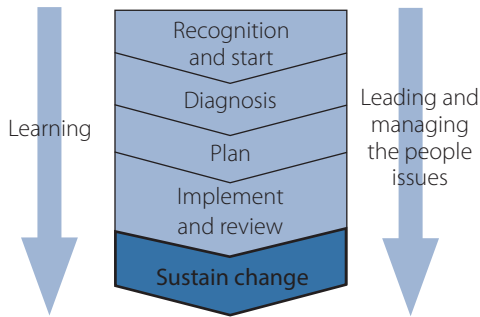 Recognition
and start
Diagnosis
Plan
Implement
and review
Sustain change
Learning
Leading and
managing
the people
issues